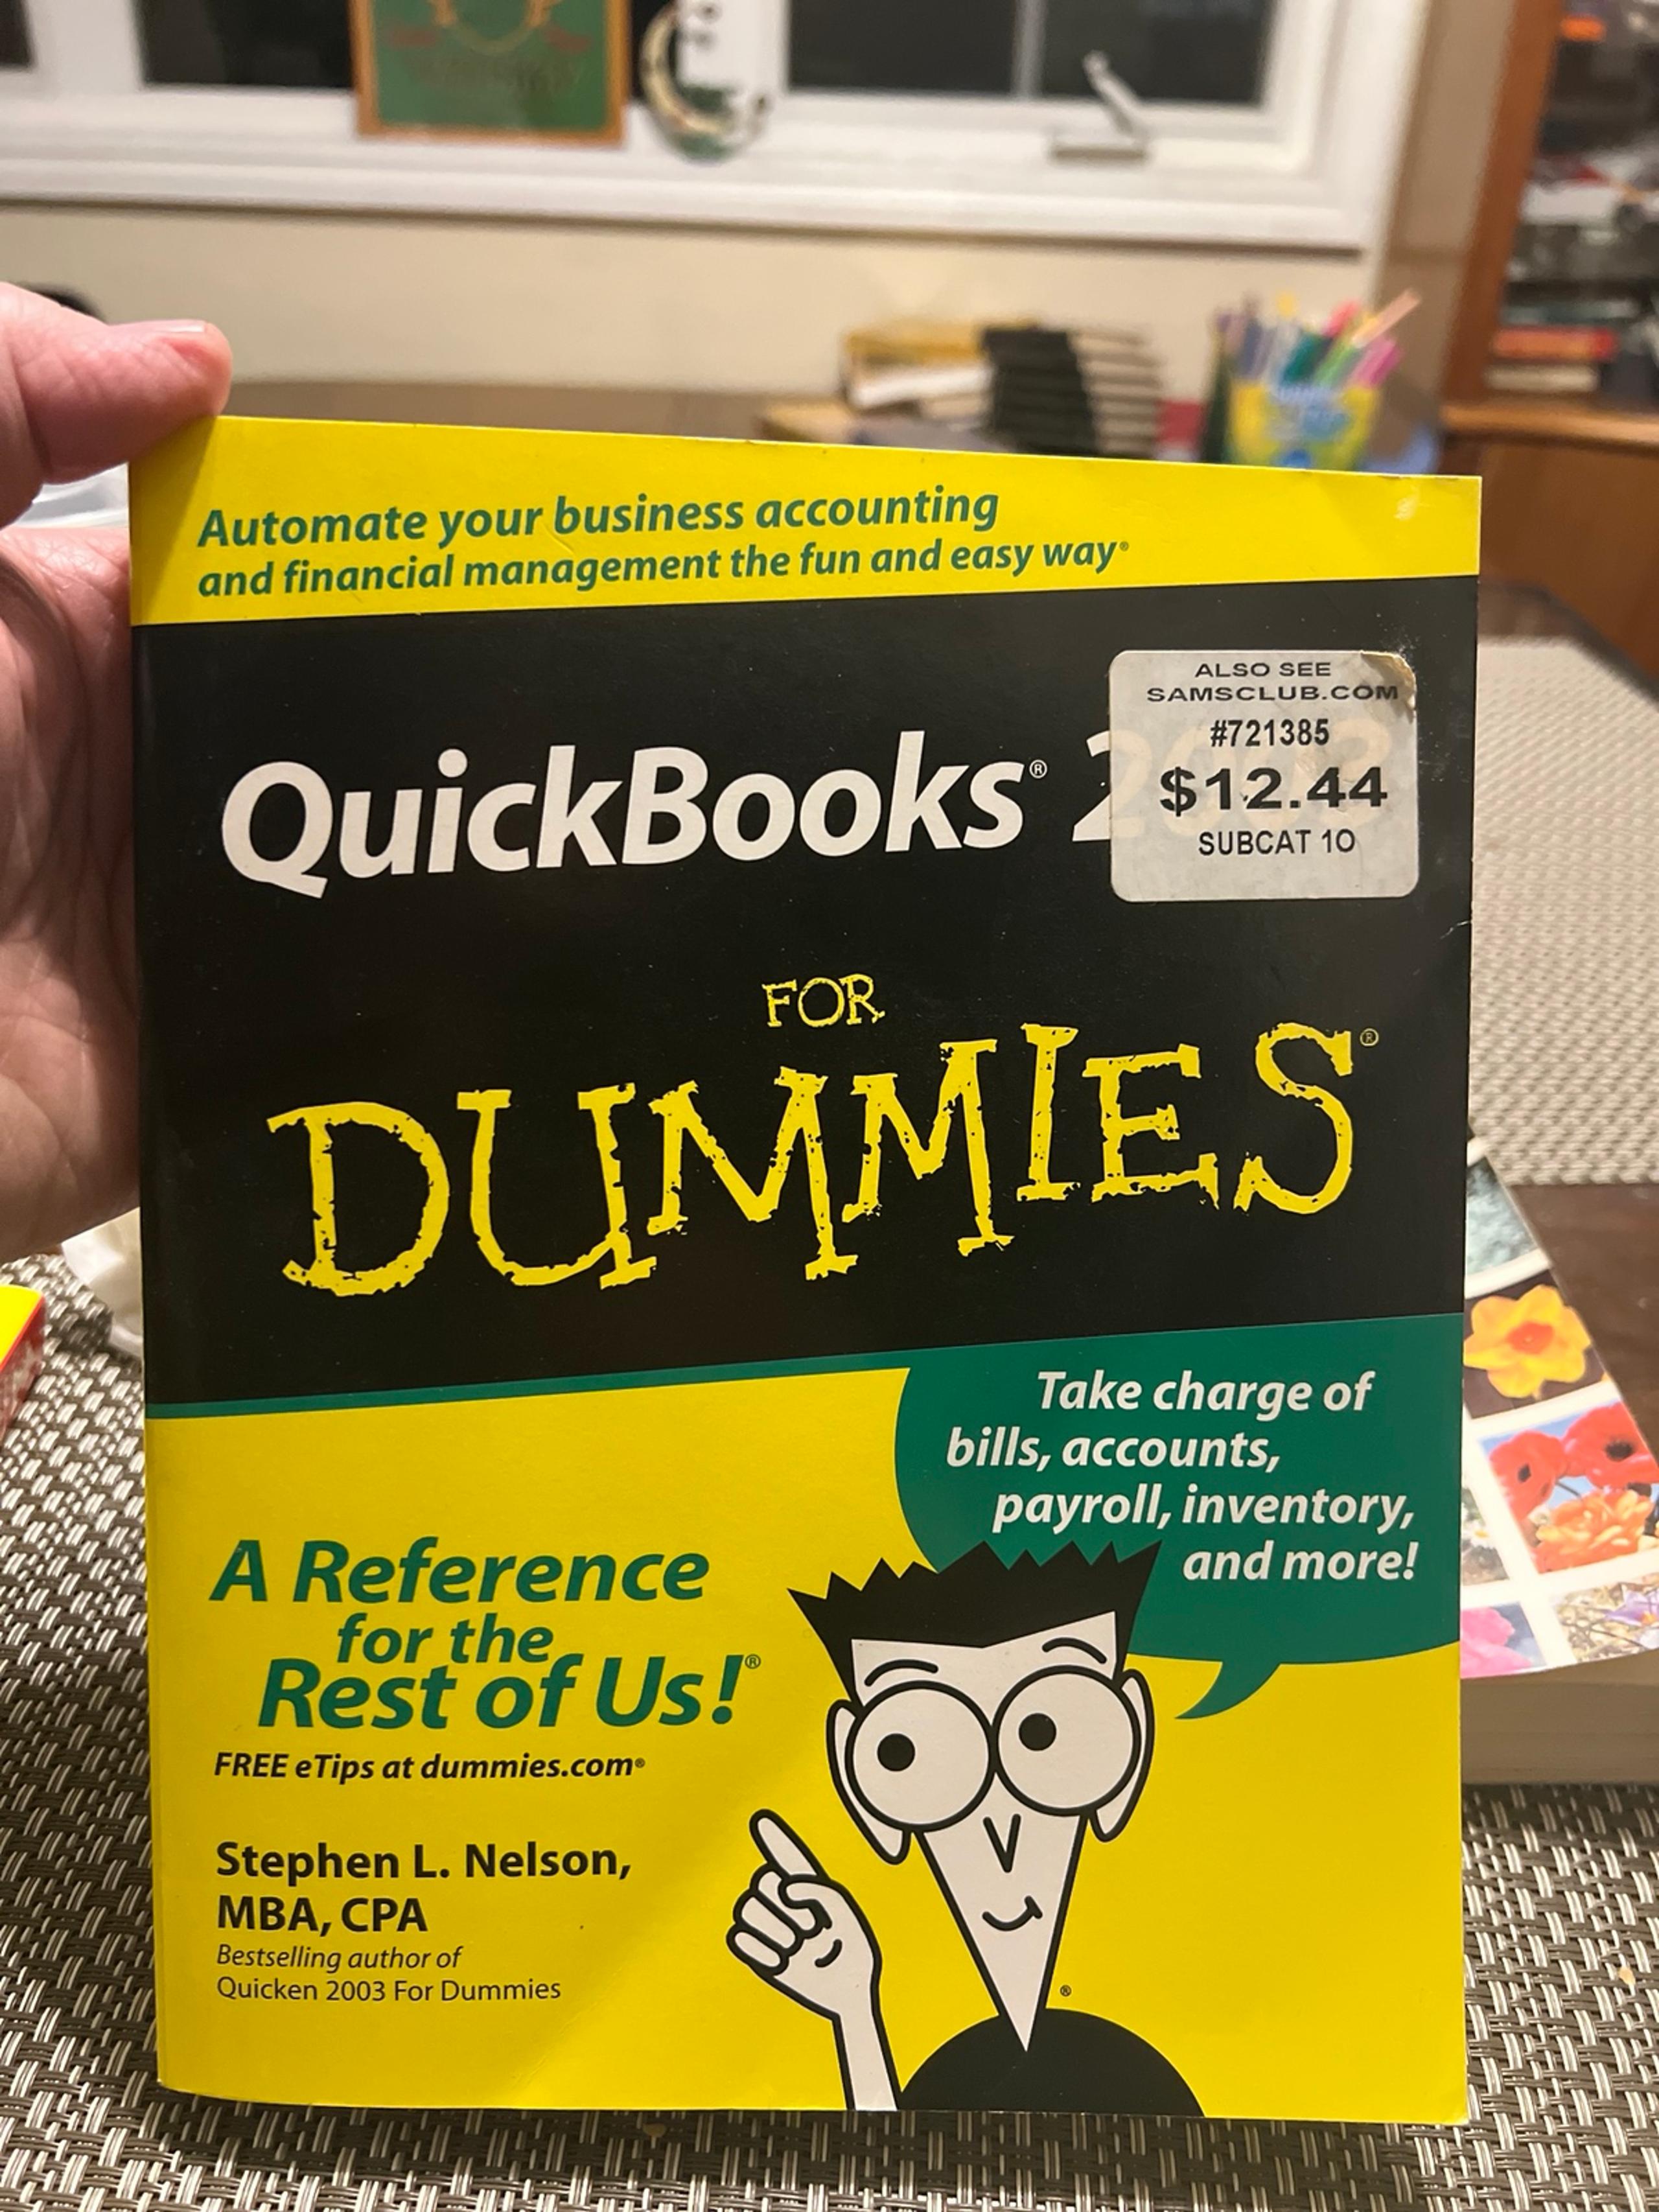 Automate your business accounting
and financial management the fun and easy way®
ALSO SEE
SAMSCLUB.COM
#721385
$12.44
SUBCAT 10
QuickBooks® 2003
FOR
DUMMIES®
Take charge of
bills, accounts,
payroll, inventory,
and more!
A Reference
for the
Rest of Us!®
FREE eTips at dummies.com®
Stephen L. Nelson,
MBA, CPA
Bestselling author of
Quicken 2003 For Dummies
®